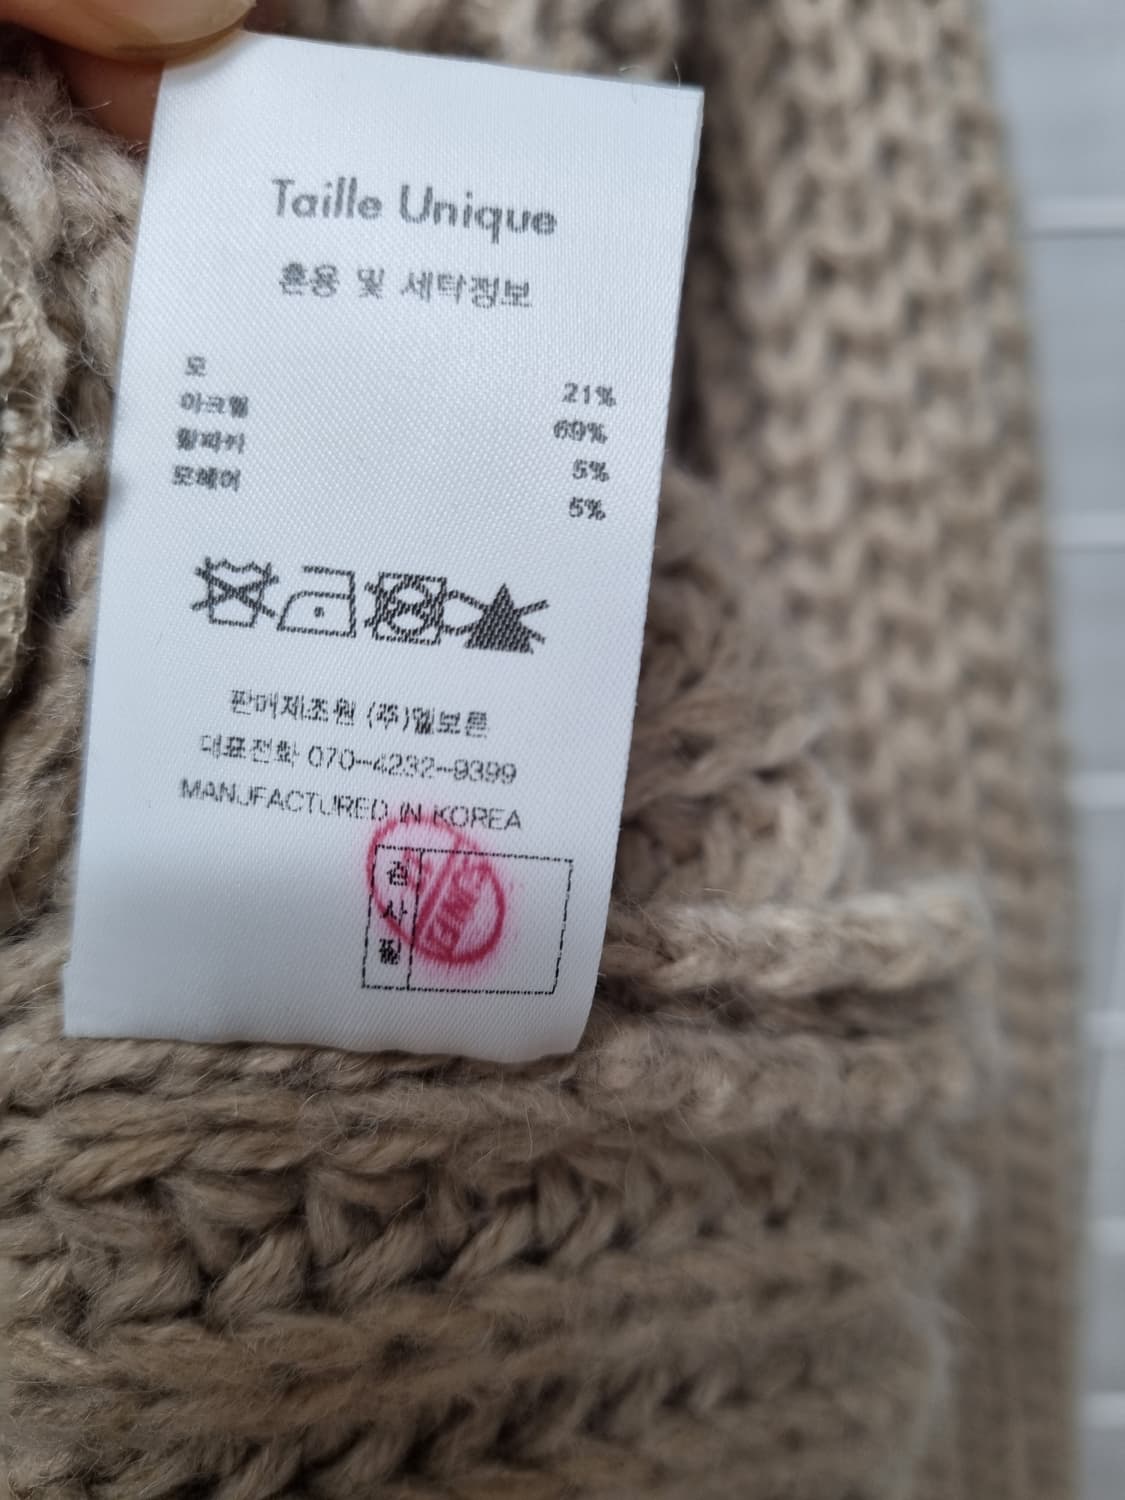 Taille Unique
혼용 및 세탁정보
모 21%
아크릴 69%
알파카 5%
모헤어 5%
판매제조원 (주)엘보른
대표전화 070-4232-9399
MANUFACTURED IN KOREA
검사필